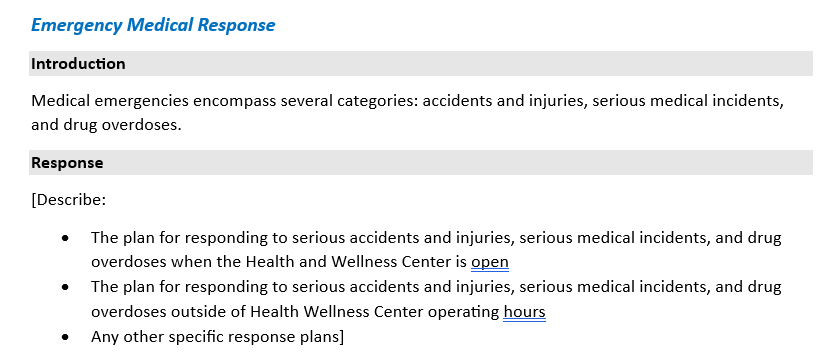 Emergency Medical Response
Introduction
Medical emergencies encompass several categories: accidents and injuries, serious medical incidents,
and drug overdoses.
Response
[Describe:
• The plan for responding to serious accidents and injuries, serious medical incidents, and drug
overdoses when the Health and Wellness Center is open
• The plan for responding to serious accidents and injuries, serious medical incidents, and drug
overdoses outside of Health Wellness Center operating hours
• Any other specific response plans]